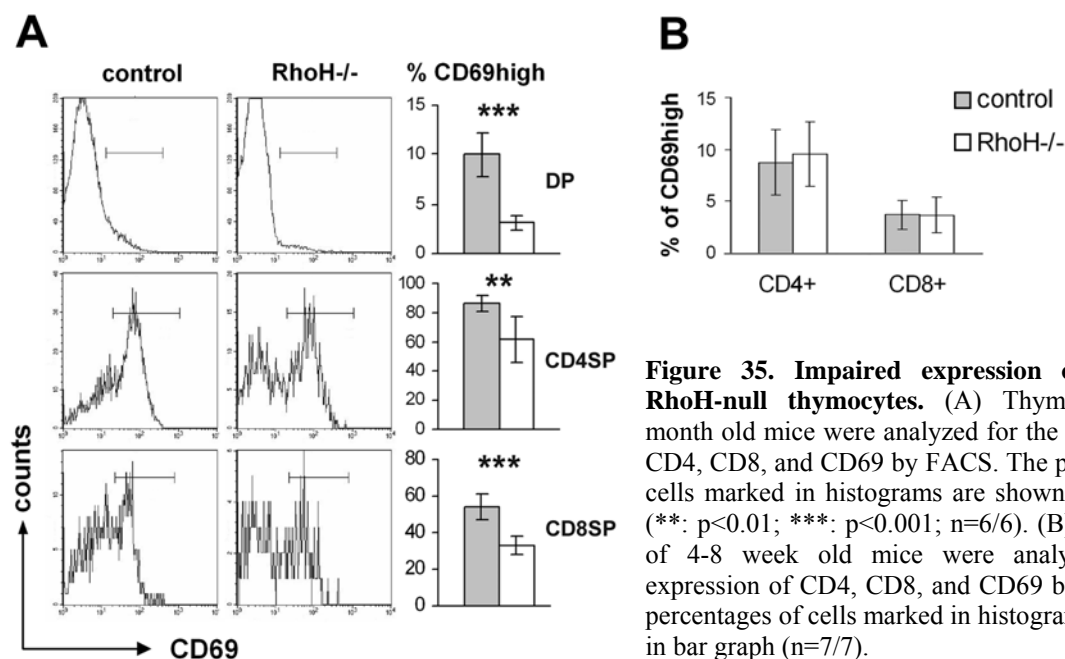 A
control RhoH-/- % CD69high
15
10
5
0
***
DP
100
80
60
40
20
0
**
CD4SP
80
60
40
20
0
***
CD8SP
counts
CD69
B
% of CD69high
15
10
5
0
CD4+ CD8+
control
RhoH-/-
Figure 35. Impaired expression o
RhoH-null thymocytes. (A) Thym
month old mice were analyzed for the
CD4, CD8, and CD69 by FACS. The p
cells marked in histograms are shown
(**: p<0.01; ***: p<0.001; n=6/6). (B)
of 4-8 week old mice were analy
expression of CD4, CD8, and CD69 b
percentages of cells marked in histogram
in bar graph (n=7/7).